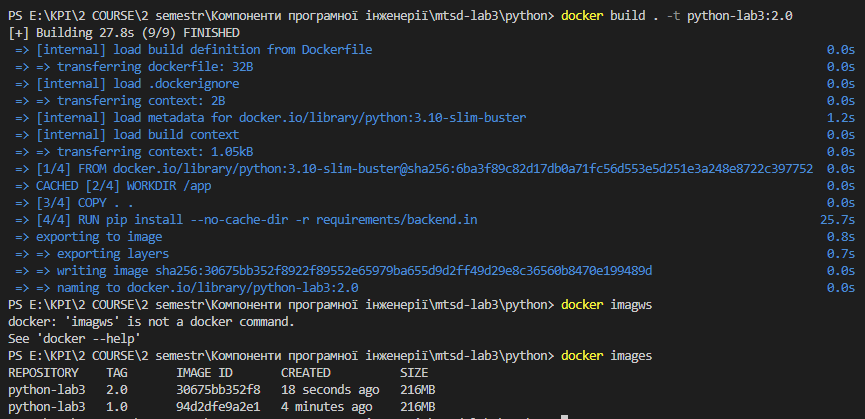 PS E:\KPI\2 COURSE\2 semestr\Компоненти програмної інженерії\mtsd-lab3\python> docker build . -t python-lab3:2.0
[+] Building 27.8s (9/9) FINISHED
=> [internal] load build definition from Dockerfile 0.0s
=> => transferring dockerfile: 32B 0.0s
=> [internal] load .dockerignore 0.0s
=> => transferring context: 2B 0.0s
=> [internal] load metadata for docker.io/library/python:3.10-slim-buster 1.2s
=> [internal] load build context 0.0s
=> => transferring context: 1.05kB 0.0s
=> [1/4] FROM docker.io/library/python:3.10-slim-buster@sha256:6ba3f89c82d17db0a71fc56d553e5d251e3a248e8722c397752 0.0s
=> CACHED [2/4] WORKDIR /app 0.0s
=> [3/4] COPY . . 0.0s
=> [4/4] RUN pip install --no-cache-dir -r requirements/backend.in 25.7s
=> exporting to image 0.8s
=> => exporting layers 0.7s
=> => writing image sha256:30675bb352f8922f89552e65979ba655d9d2ff49d29e8c36560b8470e199489d 0.0s
=> => naming to docker.io/library/python-lab3:2.0 0.0s
PS E:\KPI\2 COURSE\2 semestr\Компоненти програмної інженерії\mtsd-lab3\python> docker imagws
docker: 'imagws' is not a docker command.
See 'docker --help'
PS E:\KPI\2 COURSE\2 semestr\Компоненти програмної інженерії\mtsd-lab3\python> docker images
REPOSITORY TAG IMAGE ID CREATED SIZE
python-lab3 2.0 30675bb352f8 18 seconds ago 216MB
python-lab3 1.0 94d2dfe9a2e1 4 minutes ago 216MB